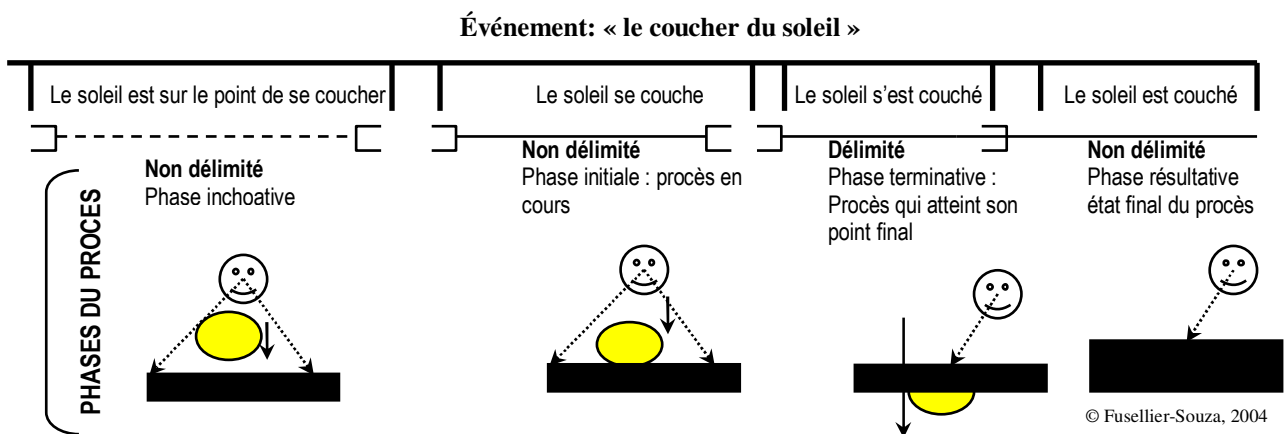 Événement: « le coucher du soleil »
Le soleil est sur le point de se coucher
Le soleil se couche
Le soleil s'est couché
Le soleil est couché
Non délimité
Phase inchoative
Non délimité
Phase initiale : procès en
cours
Délimité
Phase terminative :
Procès qui atteint son
point final
Non délimité
Phase résultative
état final du procès
PHASES DU PROCES
© Fusellier-Souza, 2004